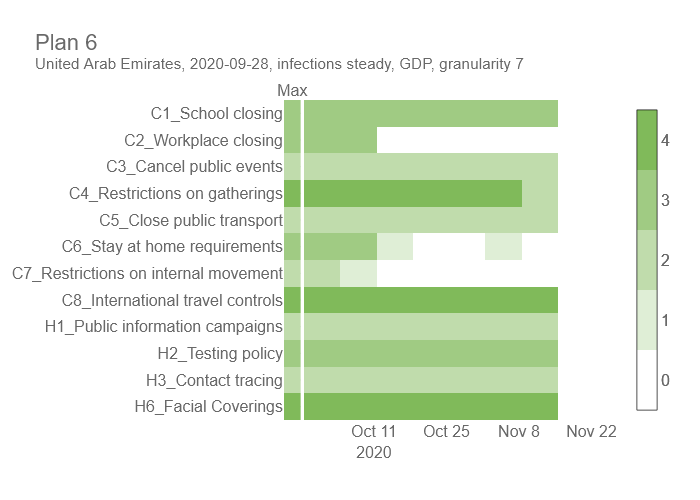 Plan 6
United Arab Emirates, 2020-09-28, infections steady, GDP, granularity 7
Max
C1_School closing
C2_Workplace closing
C3_Cancel public events
C4_Restrictions on gatherings
C5_Close public transport
C6_Stay at home requirements
C7_Restrictions on internal movement
C8_International travel controls
H1_Public information campaigns
H2_Testing policy
H3_Contact tracing
H6_Facial Coverings
Oct 11
2020
Oct 25
Nov 8
Nov 22
4
3
2
1
0